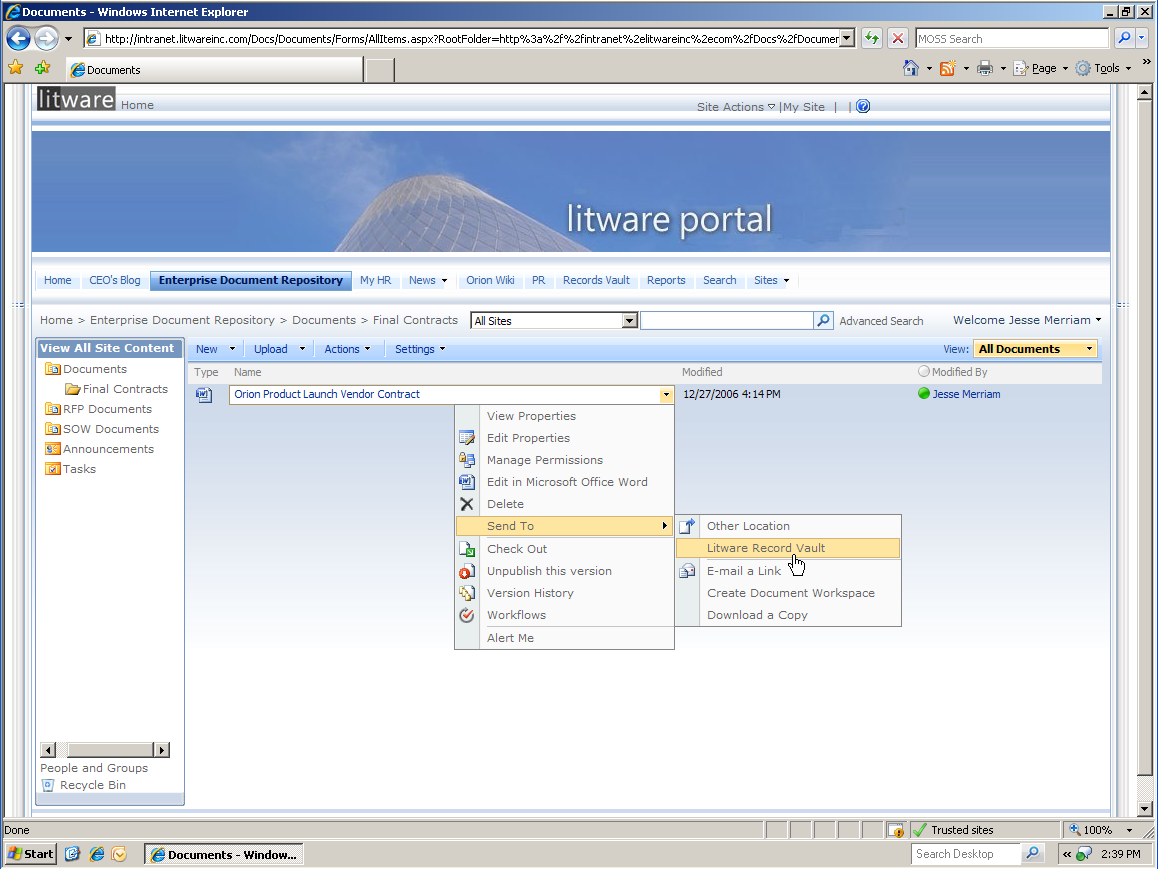 Documents - Windows Internet Explorer
http://intranet.litwareinc.com/Docs/Documents/Forms/AllItems.aspx?RootFolder=http%3a%2f%2fintranet%2elitwareinc%2ecom%2fDocs%2fDocumer
MOSS Search
Documents
Page
Tools
litware Home
Site Actions | My Site | |
litware portal
Home CEO's Blog Enterprise Document Repository My HR News Orion Wiki PR Records Vault Reports Search Sites
Home > Enterprise Document Repository > Documents > Final Contracts All Sites Advanced Search Welcome Jesse Merriam
View All Site Content
Documents
Final Contracts
RFP Documents
SOW Documents
Announcements
Tasks
People and Groups
Recycle Bin
New Upload Actions Settings View: All Documents
Type Name Modified Modified By
Orion Product Launch Vendor Contract 12/27/2006 4:14 PM Jesse Merriam
View Properties
Edit Properties
Manage Permissions
Edit in Microsoft Office Word
Delete
Send To
Check Out
Unpublish this version
Version History
Workflows
Alert Me
Other Location
Litware Record Vault
E-mail a Link
Create Document Workspace
Download a Copy
Done Trusted sites 100%
Start Documents - Window... Search Desktop « 2:39 PM